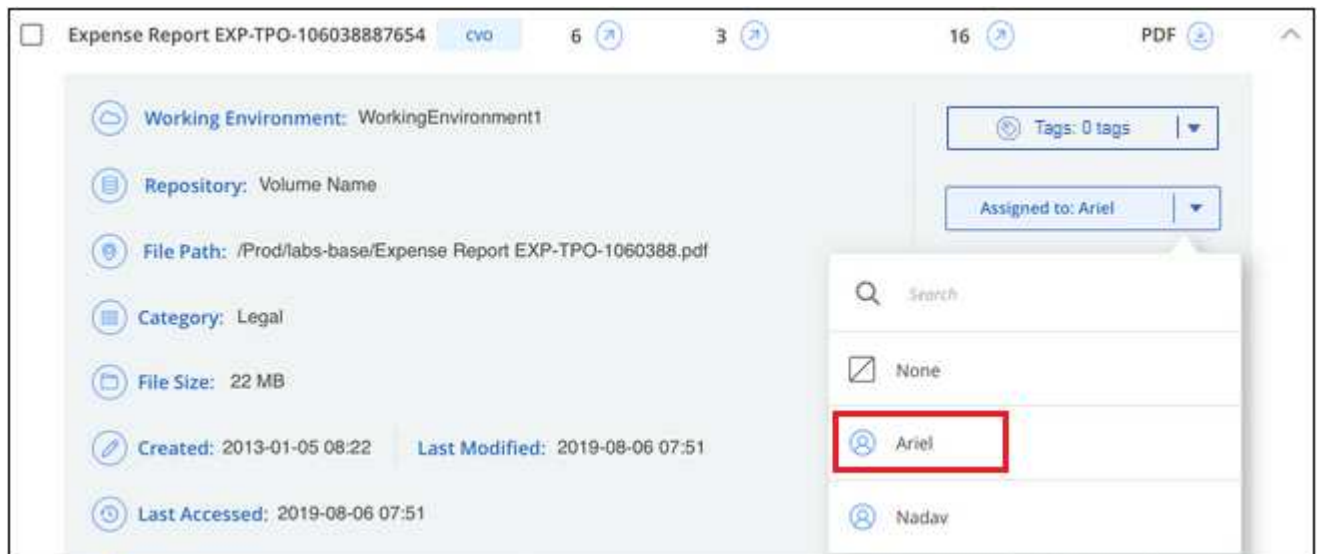 Expense Report EXP-TPO-106038887654 CVO 6 3 16 PDF
Working Environment: WorkingEnvironment1
Tags: 0 tags
Repository: Volume Name
Assigned to: Ariel
File Path: /Prod/labs-base/Expense Report EXP-TPO-1060388.pdf
Search
Category: Legal
None
File Size: 22 MB
Created: 2013-01-05 08:22 Last Modified: 2019-08-06 07:51
Ariel
Last Accessed: 2019-08-06 07:51
Nadav